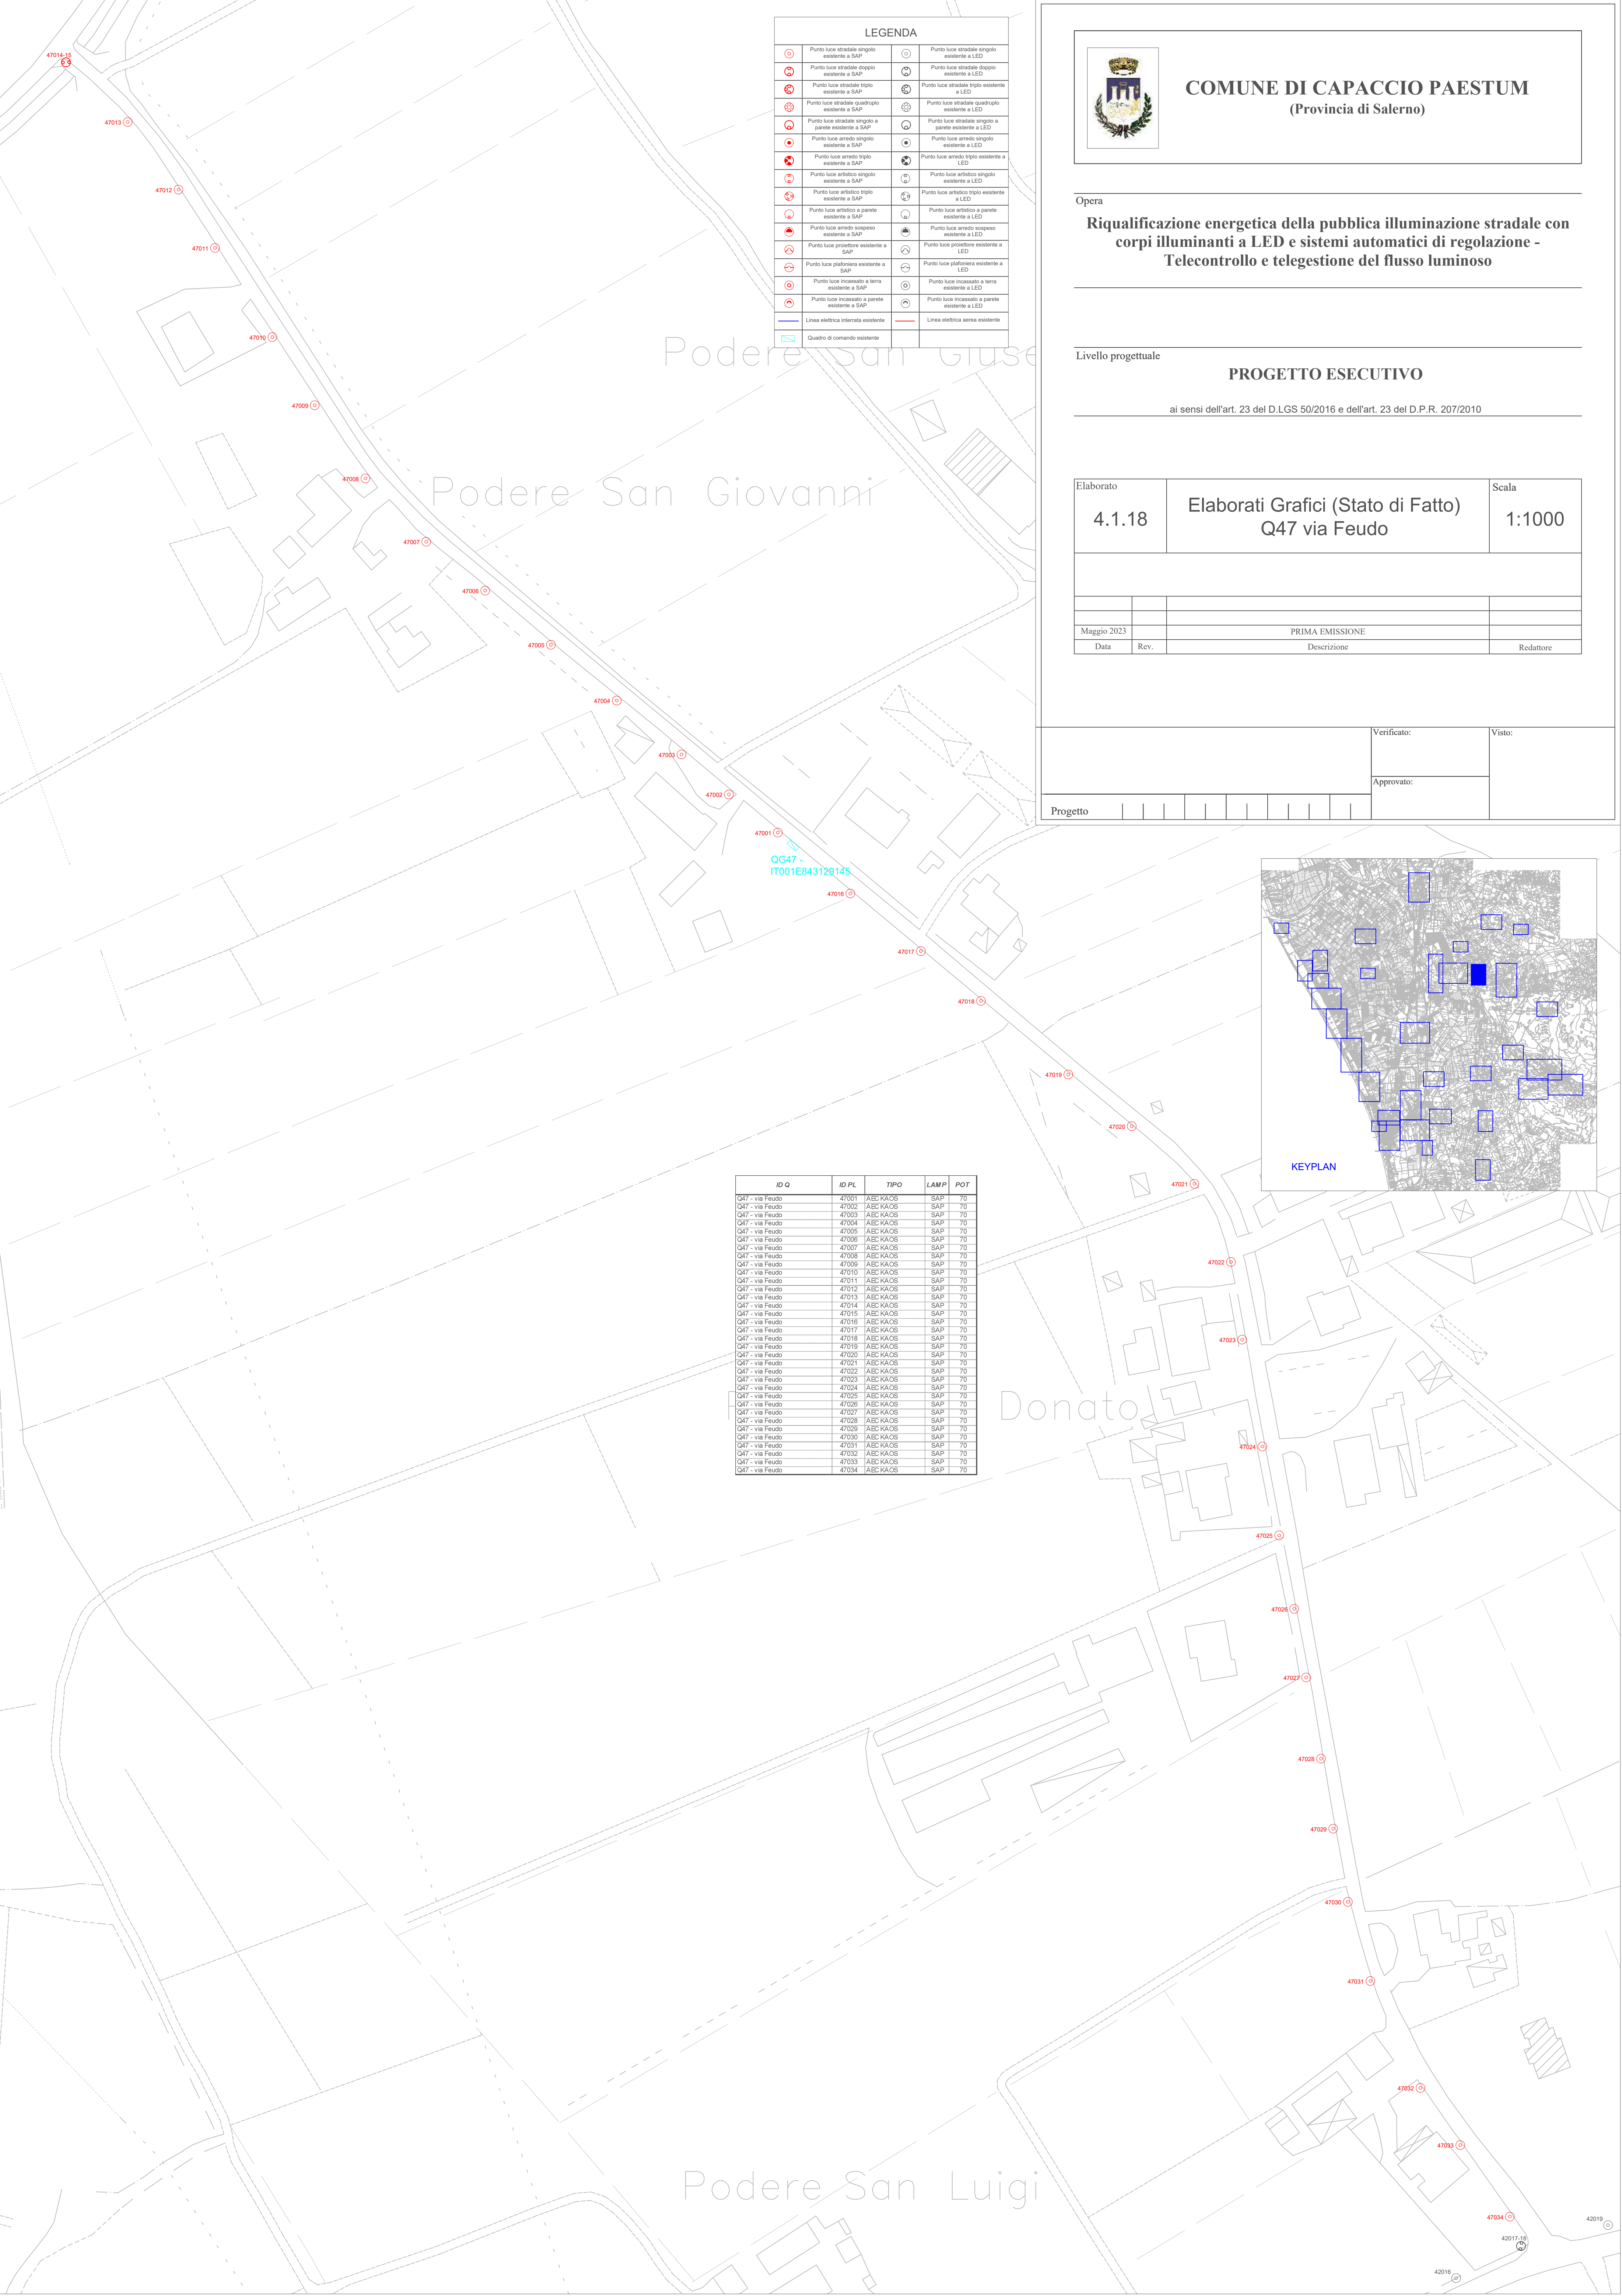 LEGENDA
Punto luce stradale singolo
esistente a SAP
Punto luce stradale singolo
esistente a LED
Punto luce stradale doppio
esistente a SAP
Punto luce stradale doppio
esistente a LED
Punto luce stradale triplo
esistente a SAP
Punto luce stradale triplo esistente
a LED
Punto luce stradale quadruplo
esistente a SAP
Punto luce stradale quadruplo
esistente a LED
Punto luce stradale singolo a
parete esistente a SAP
Punto luce stradale singolo a
parete esistente a LED
Punto luce arredo singolo
esistente a SAP
Punto luce arredo singolo
esistente a LED
Punto luce arredo triplo
esistente a SAP
Punto luce arredo triplo esistente a
LED
Punto luce artistico singolo
esistente a SAP
Punto luce artistico singolo
esistente a LED
Punto luce artistico triplo
esistente a SAP
Punto luce artistico triplo esistente
a LED
Punto luce artistico a parete
esistente a SAP
Punto luce artistico a parete
esistente a LED
Punto luce arredo sospeso
esistente a SAP
Punto luce arredo sospeso
esistente a LED
Punto luce proiettore esistente a
SAP
Punto luce proiettore esistente a
LED
Punto luce plafoniera esistente a
SAP
Punto luce plafoniera esistente a
LED
Punto luce incassato a terra
esistente a SAP
Punto luce incassato a terra
esistente a LED
Punto luce incassato a parete
esistente a SAP
Punto luce incassato a parete
esistente a LED
Linea elettrica interrata esistente
Linea elettrica aerea esistente
Quadro di comando esistente
COMUNE DI CAPACCIO PAESTUM
(Provincia di Salerno)
Opera
Riqualificazione energetica della pubblica illuminazione stradale con
corpi illuminanti a LED e sistemi automatici di regolazione -
Telecontrollo e telegestione del flusso luminoso
Livello progettuale
PROGETTO ESECUTIVO
ai sensi dell'art. 23 del D.LGS 50/2016 e dell'art. 23 del D.P.R. 207/2010
Elaborato
4.1.18
Elaborati Grafici (Stato di Fatto)
Q47 via Feudo
Scala
1:1000
Maggio 2023 PRIMA EMISSIONE
Data Rev. Descrizione Redattore
Verificato:
Visto:
Approvato:
Progetto
KEYPLAN
Podere San Giuse
Podere San Giovanni
Donato
Podere San Luigi
47014-15
47013
47012
47011
47010
47009
47008
47007
47006
47005
47004
47003
47002
47001
QG47 -
IT001E843120145
47016
47017
47018
47019
47020
47021
47022
47023
47024
47025
47026
47027
47028
47029
47030
47031
47032
47033
47034
42019
42017-18
42016
ID Q ID PL TIPO LAMP POT
Q47 - via Feudo 47001 AEC KAOS SAP 70
Q47 - via Feudo 47002 AEC KAOS SAP 70
Q47 - via Feudo 47003 AEC KAOS SAP 70
Q47 - via Feudo 47004 AEC KAOS SAP 70
Q47 - via Feudo 47005 AEC KAOS SAP 70
Q47 - via Feudo 47006 AEC KAOS SAP 70
Q47 - via Feudo 47007 AEC KAOS SAP 70
Q47 - via Feudo 47008 AEC KAOS SAP 70
Q47 - via Feudo 47009 AEC KAOS SAP 70
Q47 - via Feudo 47010 AEC KAOS SAP 70
Q47 - via Feudo 47011 AEC KAOS SAP 70
Q47 - via Feudo 47012 AEC KAOS SAP 70
Q47 - via Feudo 47013 AEC KAOS SAP 70
Q47 - via Feudo 47014 AEC KAOS SAP 70
Q47 - via Feudo 47015 AEC KAOS SAP 70
Q47 - via Feudo 47016 AEC KAOS SAP 70
Q47 - via Feudo 47017 AEC KAOS SAP 70
Q47 - via Feudo 47018 AEC KAOS SAP 70
Q47 - via Feudo 47019 AEC KAOS SAP 70
Q47 - via Feudo 47020 AEC KAOS SAP 70
Q47 - via Feudo 47021 AEC KAOS SAP 70
Q47 - via Feudo 47022 AEC KAOS SAP 70
Q47 - via Feudo 47023 AEC KAOS SAP 70
Q47 - via Feudo 47024 AEC KAOS SAP 70
Q47 - via Feudo 47025 AEC KAOS SAP 70
Q47 - via Feudo 47026 AEC KAOS SAP 70
Q47 - via Feudo 47027 AEC KAOS SAP 70
Q47 - via Feudo 47028 AEC KAOS SAP 70
Q47 - via Feudo 47029 AEC KAOS SAP 70
Q47 - via Feudo 47030 AEC KAOS SAP 70
Q47 - via Feudo 47031 AEC KAOS SAP 70
Q47 - via Feudo 47032 AEC KAOS SAP 70
Q47 - via Feudo 47033 AEC KAOS SAP 70
Q47 - via Feudo 47034 AEC KAOS SAP 70